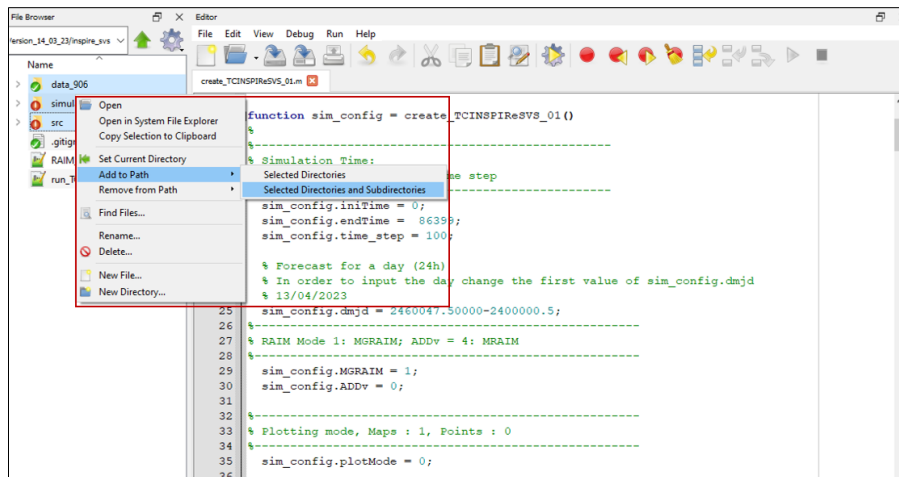 File Browser
Editor
/ersion_14_03_23/inspire_svs
File Edit View Debug Run Help
Name
create_TCINSPIReSVS_01.m
data_906
simul
src
.gitign
RAIM
Open
Open in System File Explorer
Copy Selection to Clipboard
Set Current Directory
Add to Path
Remove from Path
Find Files...
Rename...
Delete...
New File...
New Directory...
Selected Directories
Selected Directories and Subdirectories
function sim_config = create_TCINSPIReSVS_01()
%
%-------------------------------------------------------
% Simulation Time:
me step
-------------------------------------------------------
sim_config.iniTime = 0;
sim_config.endTime =  86399;
sim_config.time_step = 100;
% Forecast for a day (24h)
% In order to input the day change the first value of sim_config.dmjd
% 13/04/2023
25 sim_config.dmjd = 2460047.50000-2400000.5;
26 %-------------------------------------------------------
27 % RAIM Mode 1: MGRAIM; ADDv = 4: MRAIM
28 %-------------------------------------------------------
29 sim_config.MGRAIM = 1;
30 sim_config.ADDv = 0;
31
32 %-------------------------------------------------------
33 % Plotting mode, Maps : 1, Points : 0
34 %-------------------------------------------------------
35 sim_config.plotMode = 0;
36